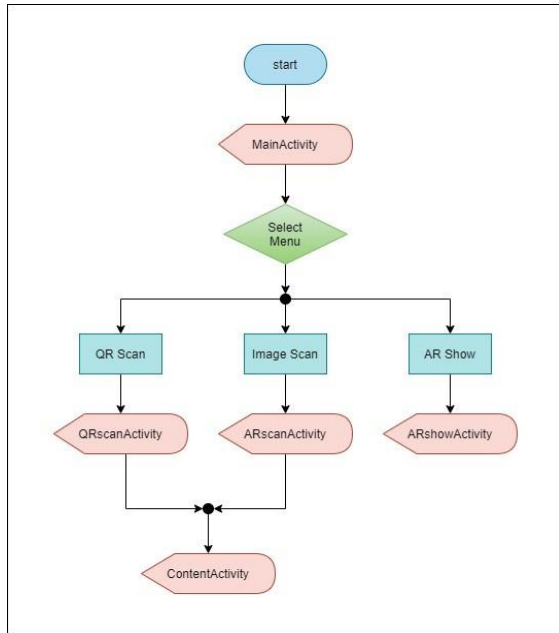 start
MainActivity
Select
Menu
QR Scan
Image Scan
AR Show
QRscanActivity
ARscanActivity
ARshowActivity
ContentActivity